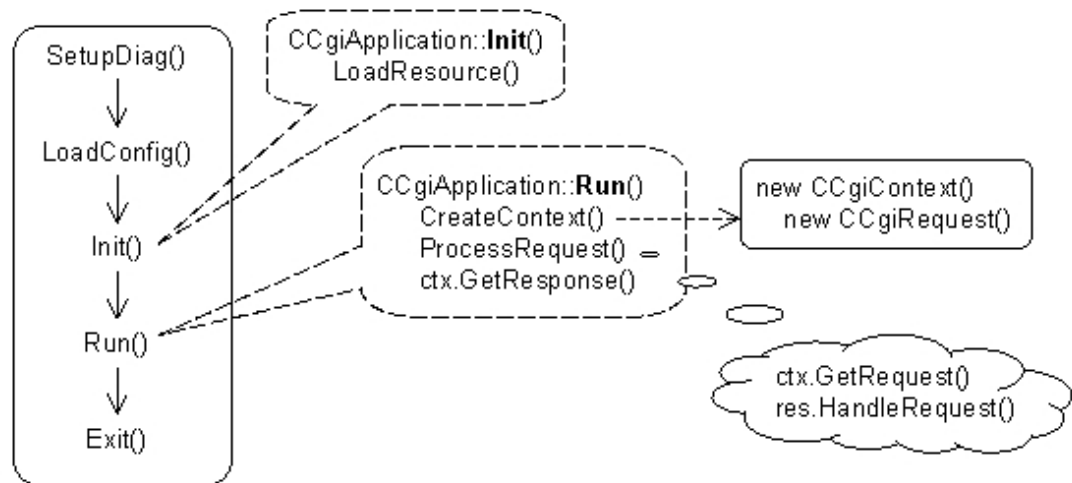 SetupDiag()
LoadConfig()
Init()
Run()
Exit()
CCgiApplication::Init()
LoadResource()
CCgiApplication::Run()
CreateContext()
ProcessRequest()
ctx.GetResponse()
new CCgiContext()
new CCgiRequest()
ctx.GetRequest()
res.HandleRequest()